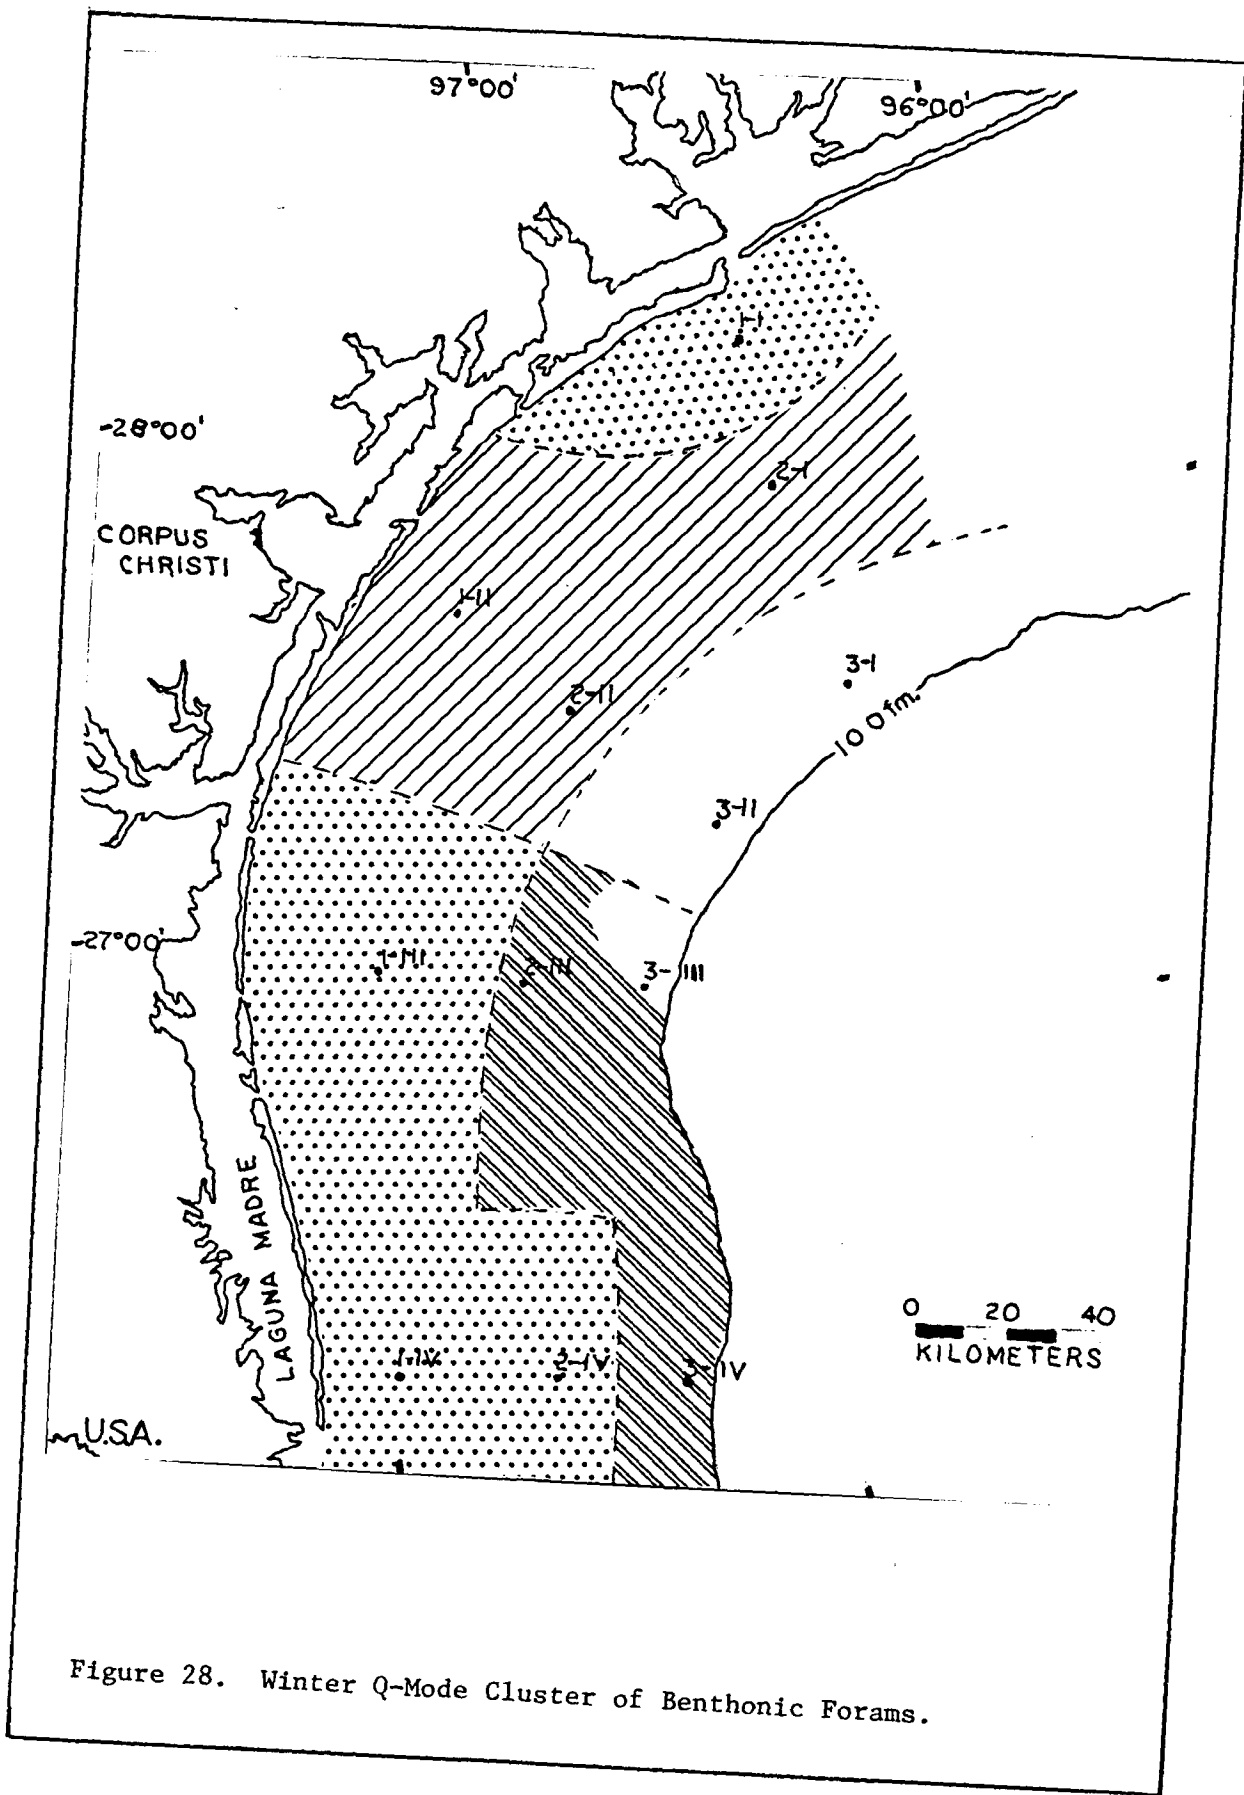 97°00'
96°00'
1-I
-28°00'
2-I
CORPUS
CHRISTI
1-II
3-I
2-II
100fm.
3-II
-27°00'
1-III
2-III
3-III
LAGUNA MADRE
0 20 40
KILOMETERS
1-IV
2-IV
3-IV
U.S.A.
Figure 28. Winter Q-Mode Cluster of Benthonic Forams.